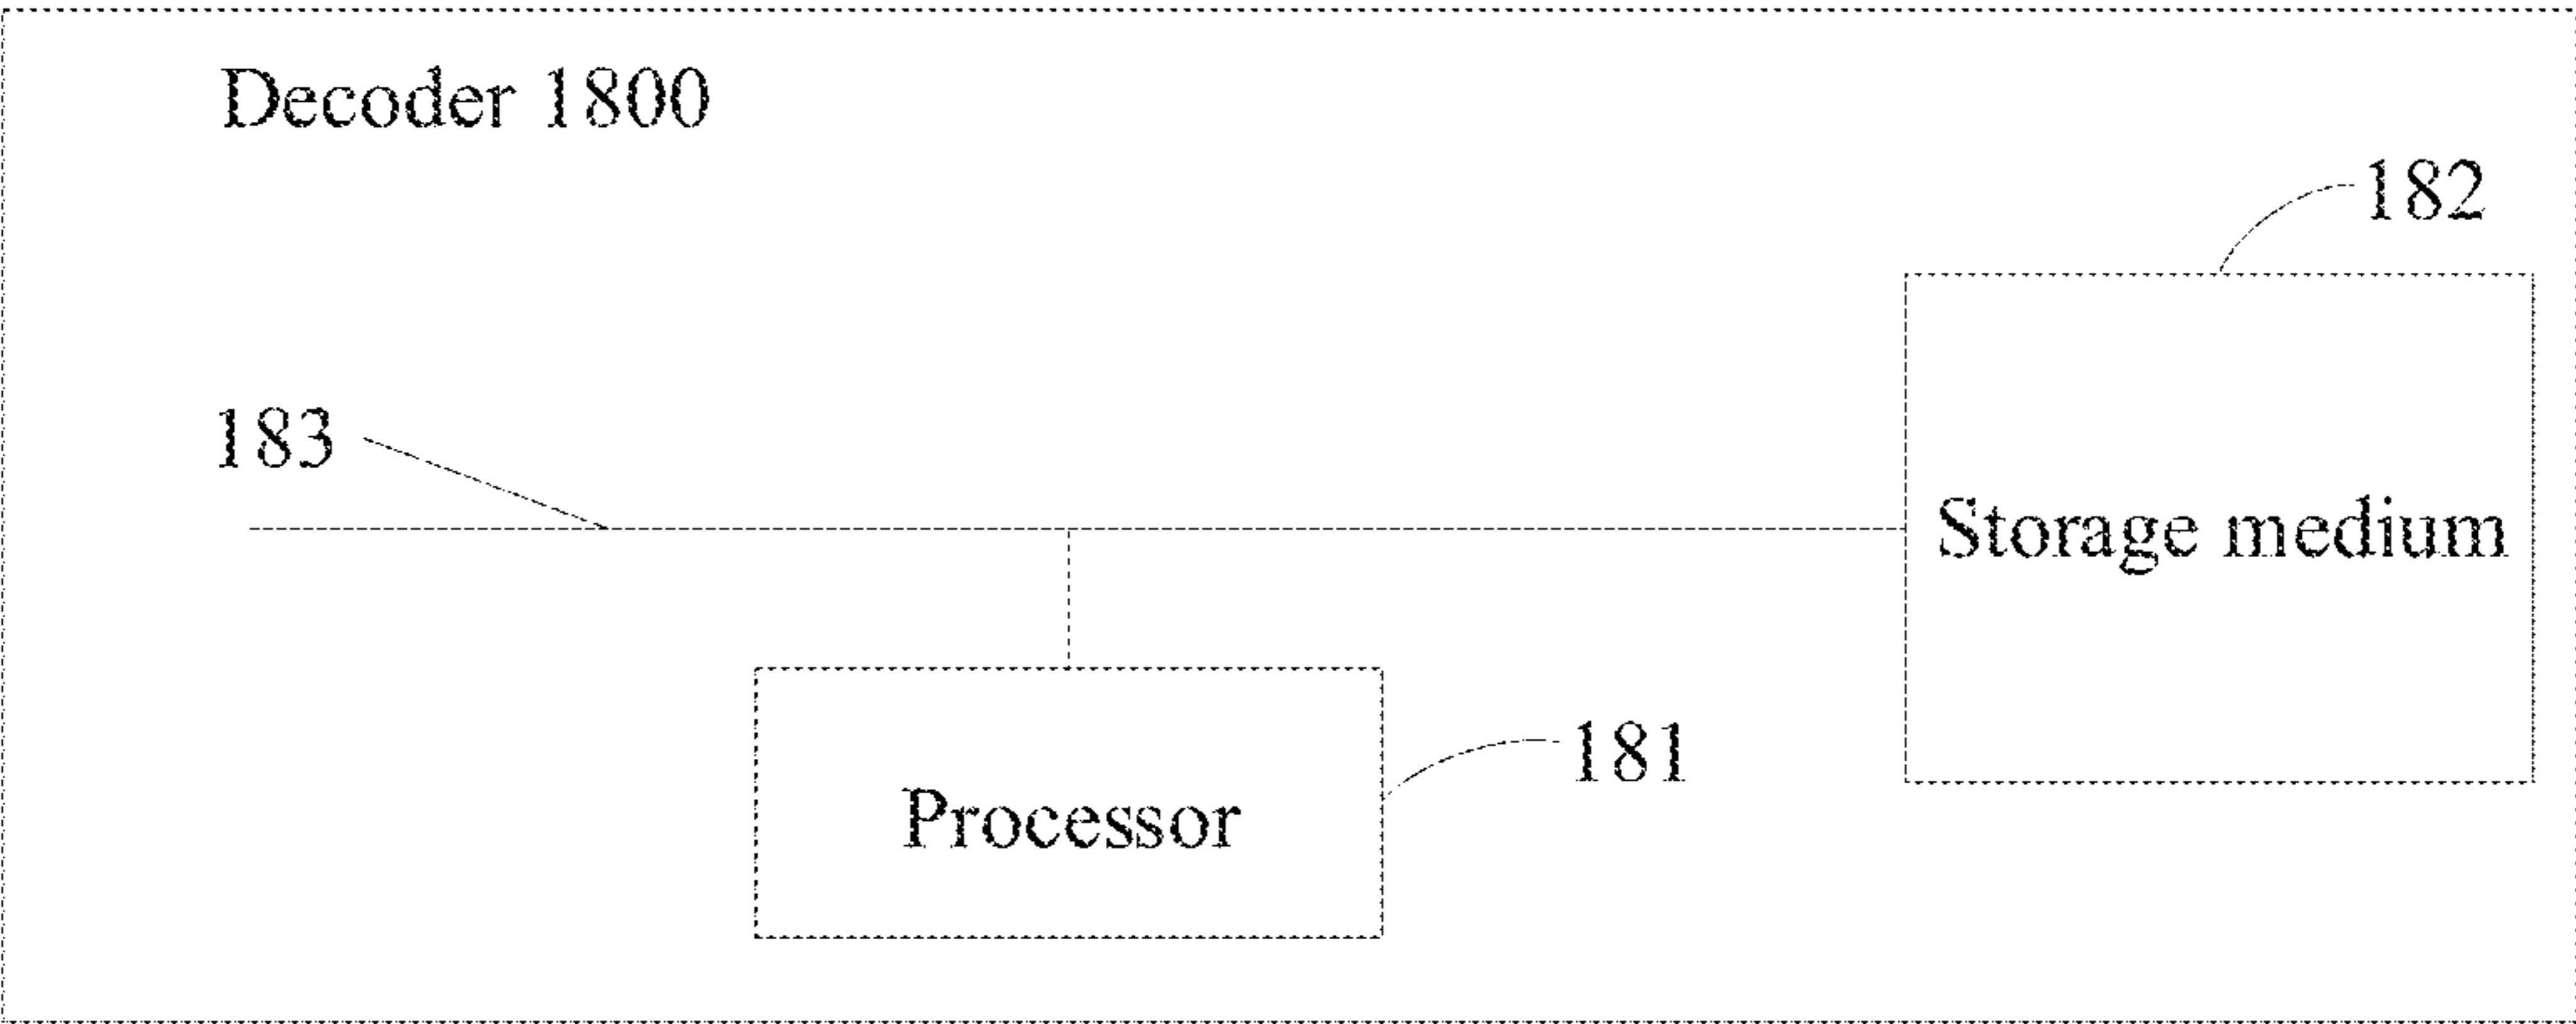 Decoder 1800
182
183
Storage medium
181
Processor